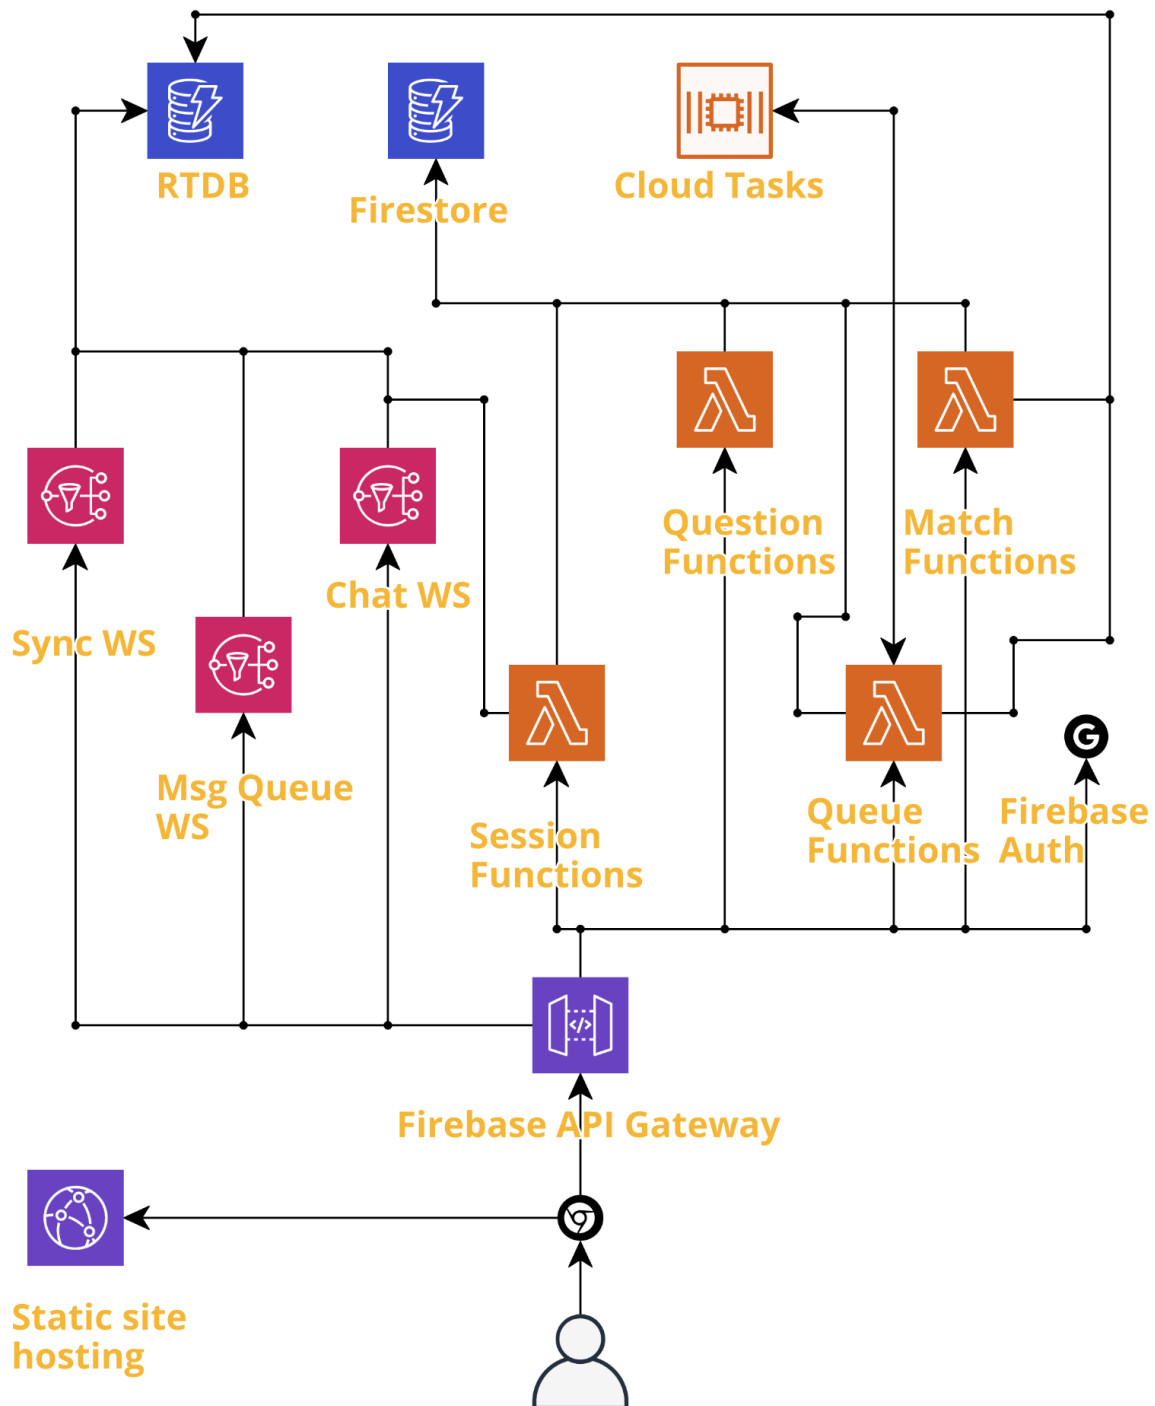 RTDB
Firestore
Cloud Tasks
Question
Functions
Match
Functions
Chat WS
Sync WS
Msg Queue
WS
Session
Functions
Queue
Functions
Firebase
Auth
</>
Firebase API Gateway
Static site
hosting